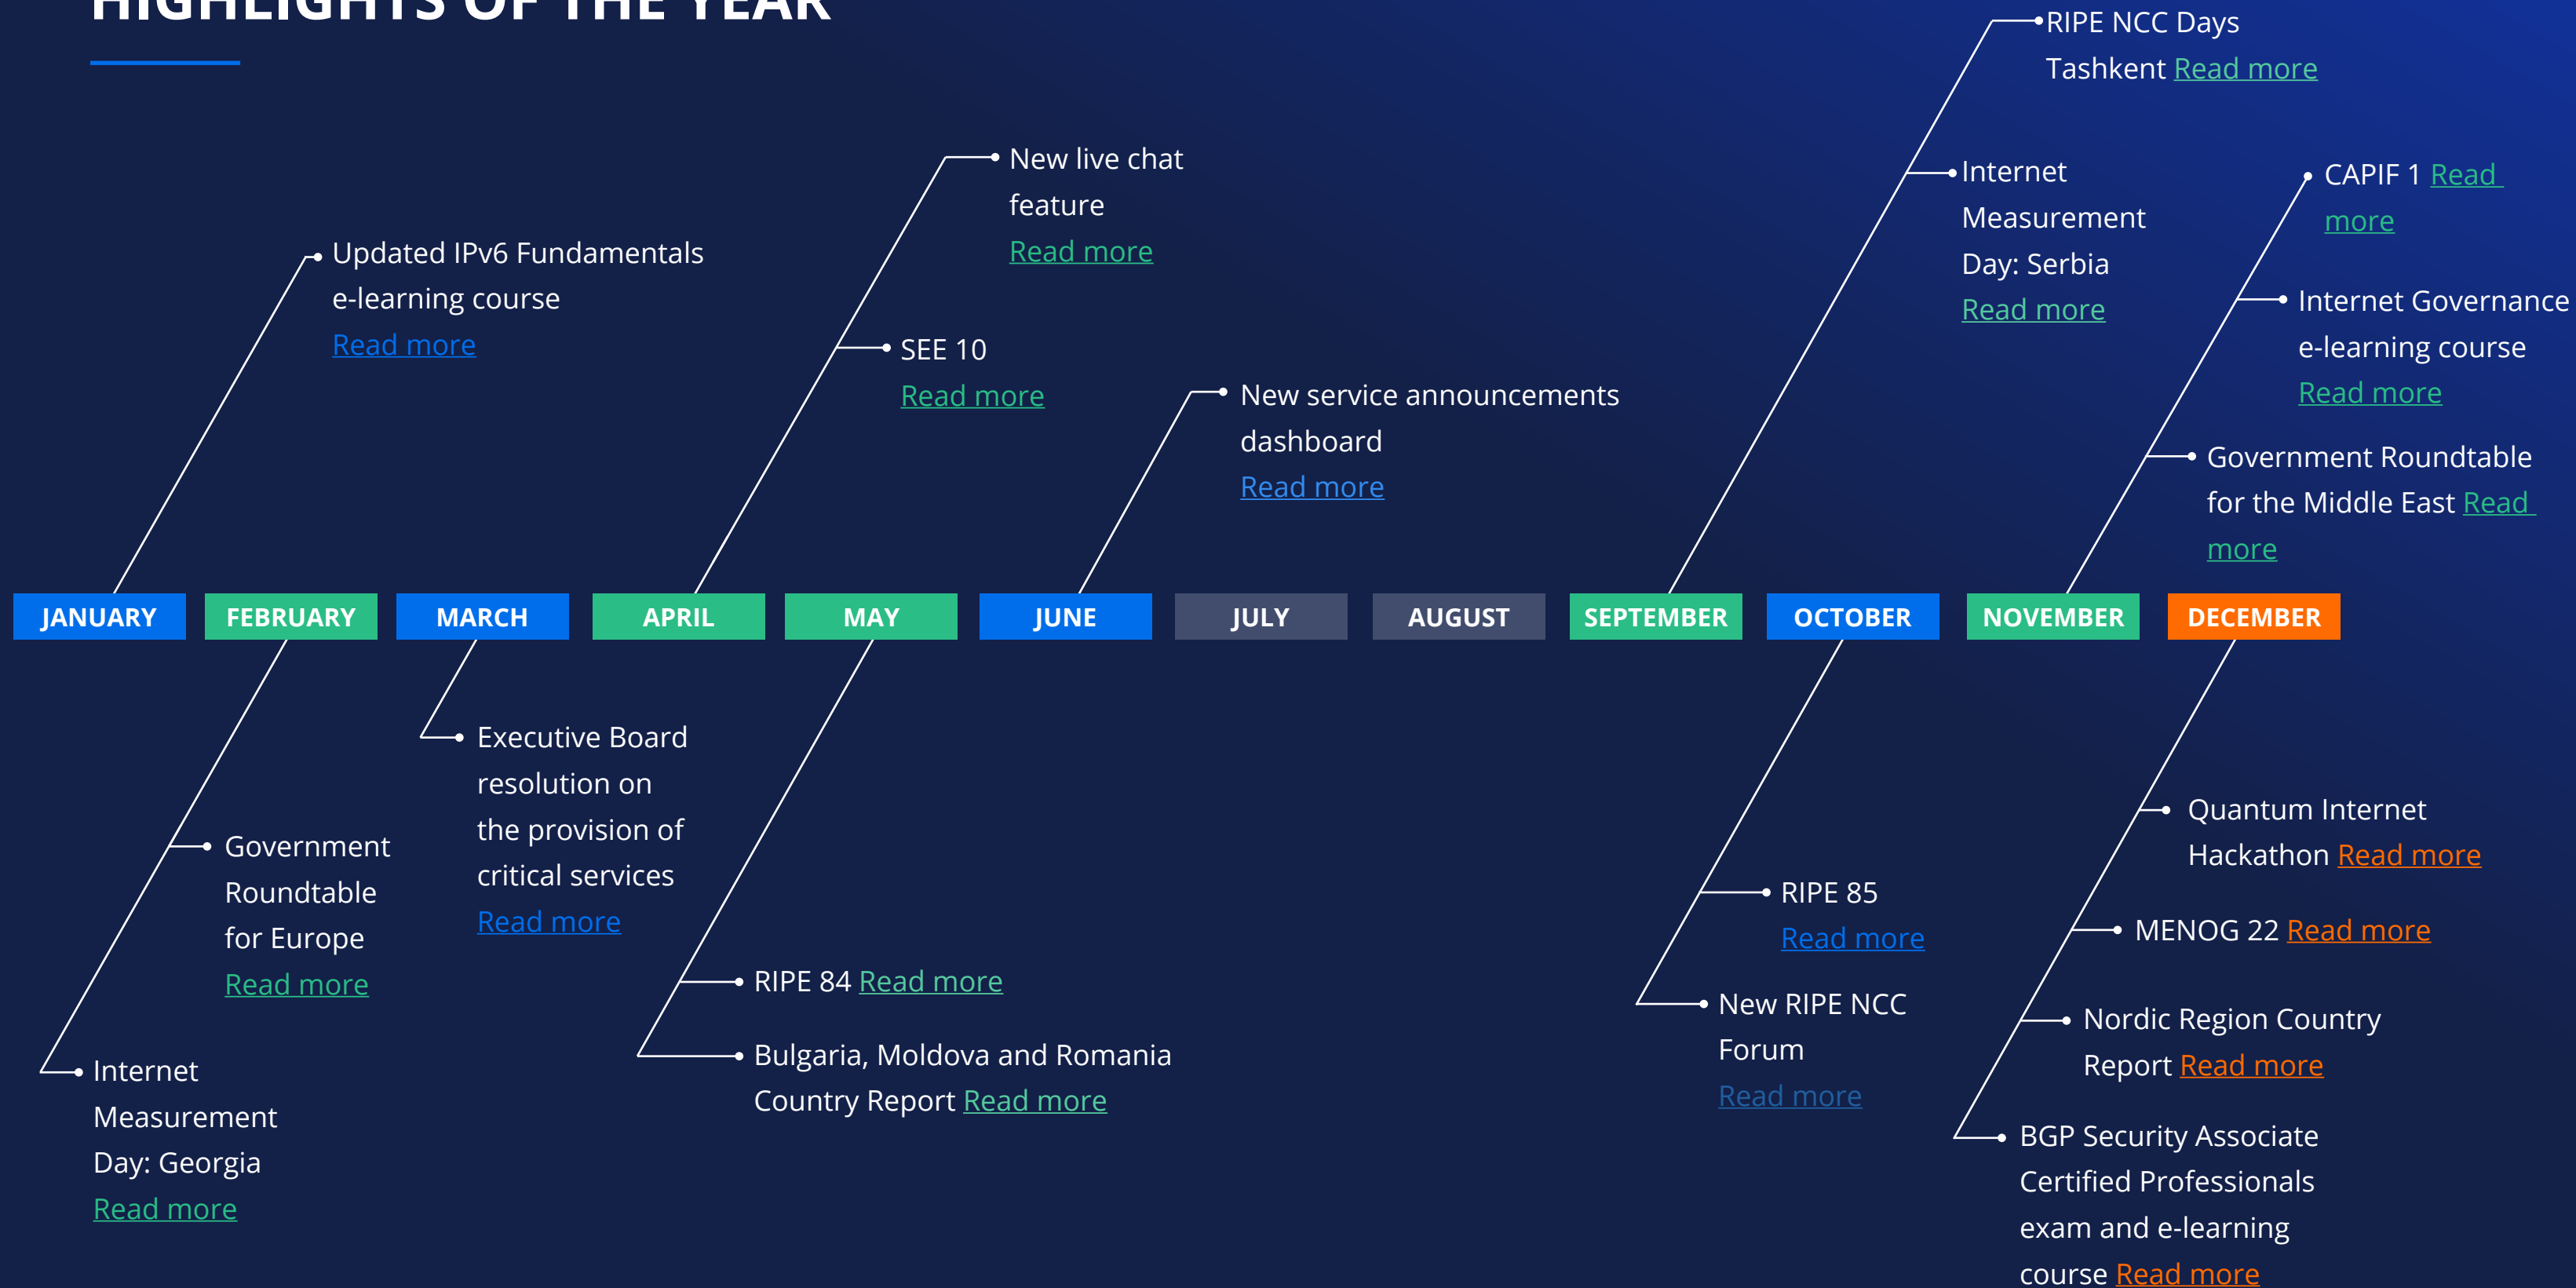 HIGHLIGHTS OF THE YEAR
RIPE NCC Days
Tashkent Read more
Internet
Measurement
Day: Serbia
Read more
CAPIF 1 Read
more
Internet Governance
e-learning course
Read more
Government Roundtable
for the Middle East Read
more
New live chat
feature
Read more
SEE 10
Read more
Updated IPv6 Fundamentals
e-learning course
Read more
New service announcements
dashboard
Read more
JANUARY
FEBRUARY
MARCH
APRIL
MAY
JUNE
JULY
AUGUST
SEPTEMBER
OCTOBER
NOVEMBER
DECEMBER
Government
Roundtable
for Europe
Read more
Internet
Measurement
Day: Georgia
Read more
Executive Board
resolution on
the provision of
critical services
Read more
RIPE 84 Read more
Bulgaria, Moldova and Romania
Country Report Read more
RIPE 85
Read more
New RIPE NCC
Forum
Read more
Quantum Internet
Hackathon Read more
MENOG 22 Read more
Nordic Region Country
Report Read more
BGP Security Associate
Certified Professionals
exam and e-learning
course Read more